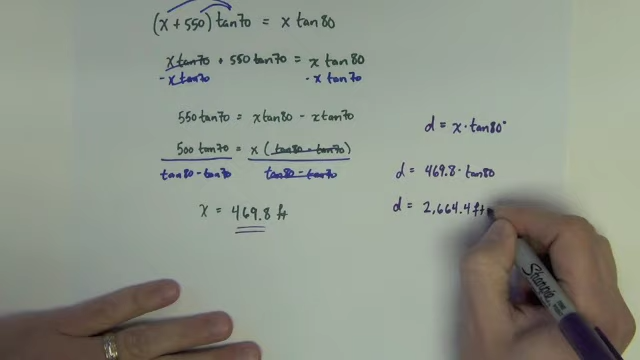 (x + 550) tan70 = x tan80
x tan70 + 550 tan70 = x tan80
- x tan70 - x tan70
550 tan70 = x tan80 - x tan70
500 tan70 = x (tan80 - tan70)
tan80 - tan70 tan80 - tan70
x = 469.8 ft
d = x · tan80°
d = 469.8 · tan80
d = 2,664.4 ft
Sharpie